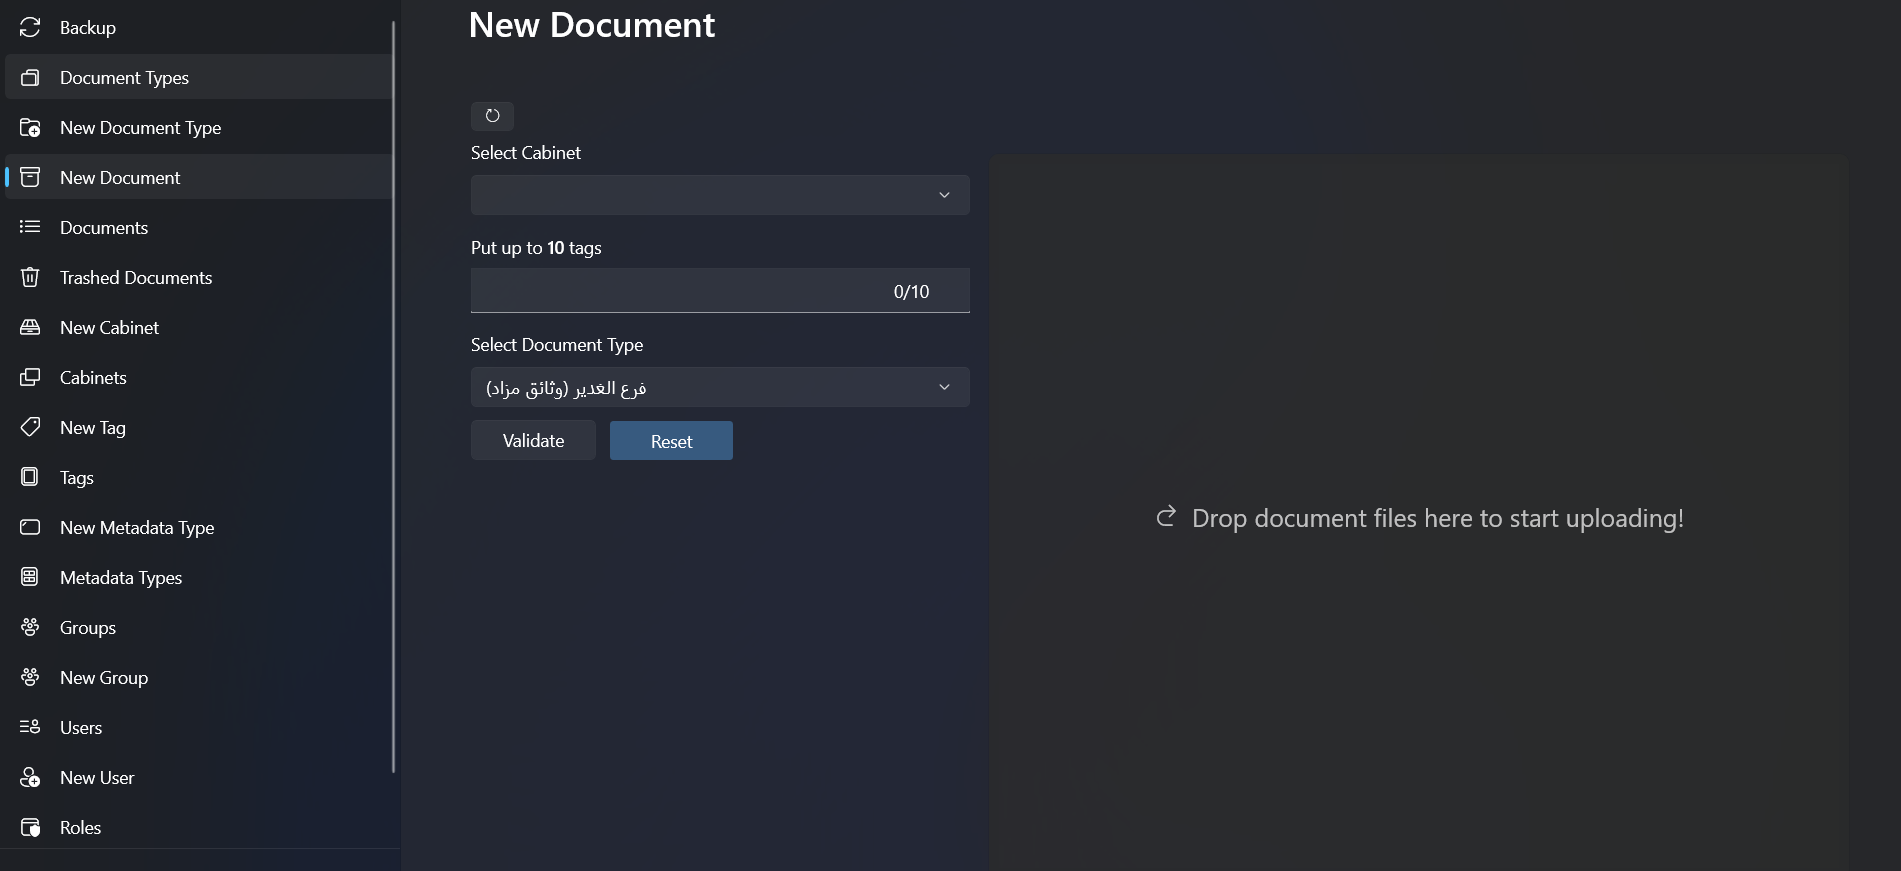 Backup
Document Types
New Document Type
New Document
Documents
Trashed Documents
New Cabinet
Cabinets
New Tag
Tags
New Metadata Type
Metadata Types
Groups
New Group
Users
New User
Roles
New Document
Select Cabinet
Put up to 10 tags
0/10
Select Document Type
فرع الغدير (وثائق مزاد)
Validate
Reset
Drop document files here to start uploading!